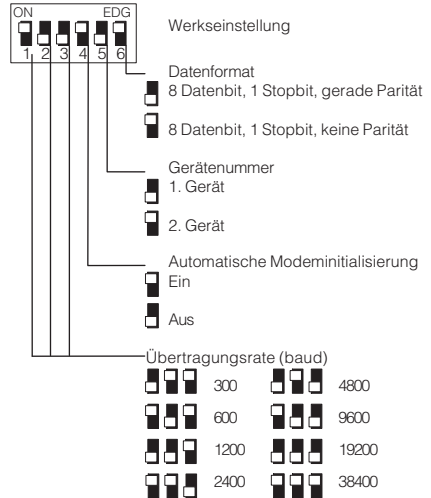 ON EDG
Werkseinstellung
1 2 3 4 5 6
Datenformat
8 Datenbit, 1 Stopbit, gerade Parität
8 Datenbit, 1 Stopbit, keine Parität
Gerätenummer
1. Gerät
2. Gerät
Automatische Modeminitialisierung
Ein
Aus
Übertragungsrate (baud)
300 4800
600 9600
1200 19200
2400 38400